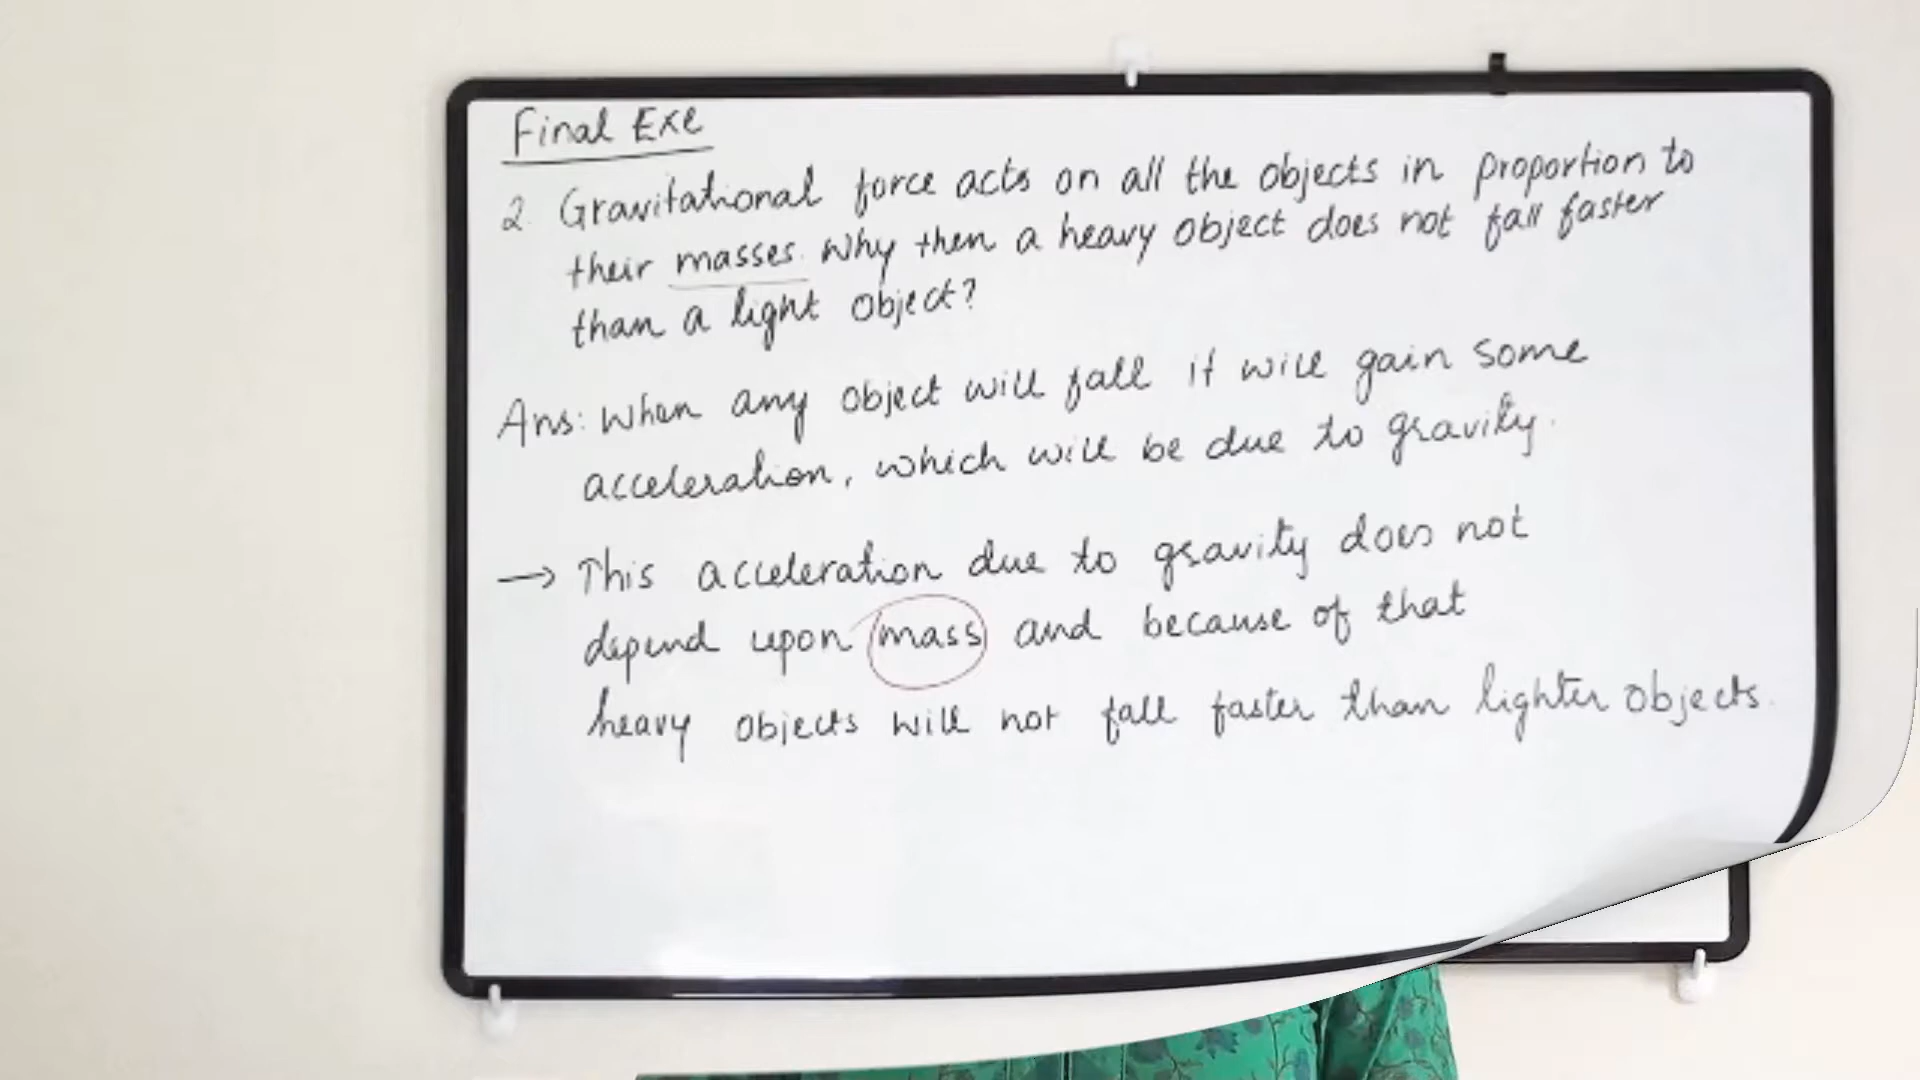 Final Exe
2. Gravitational force acts on all the objects in proportion to
their masses. Why then a heavy object does not fall faster
than a light object?
Ans: When any object will fall it will gain some
acceleration, which will be due to gravity.
→ This acceleration due to gravity does not
depend upon mass and because of that
heavy objects will not fall faster than lighter objects.